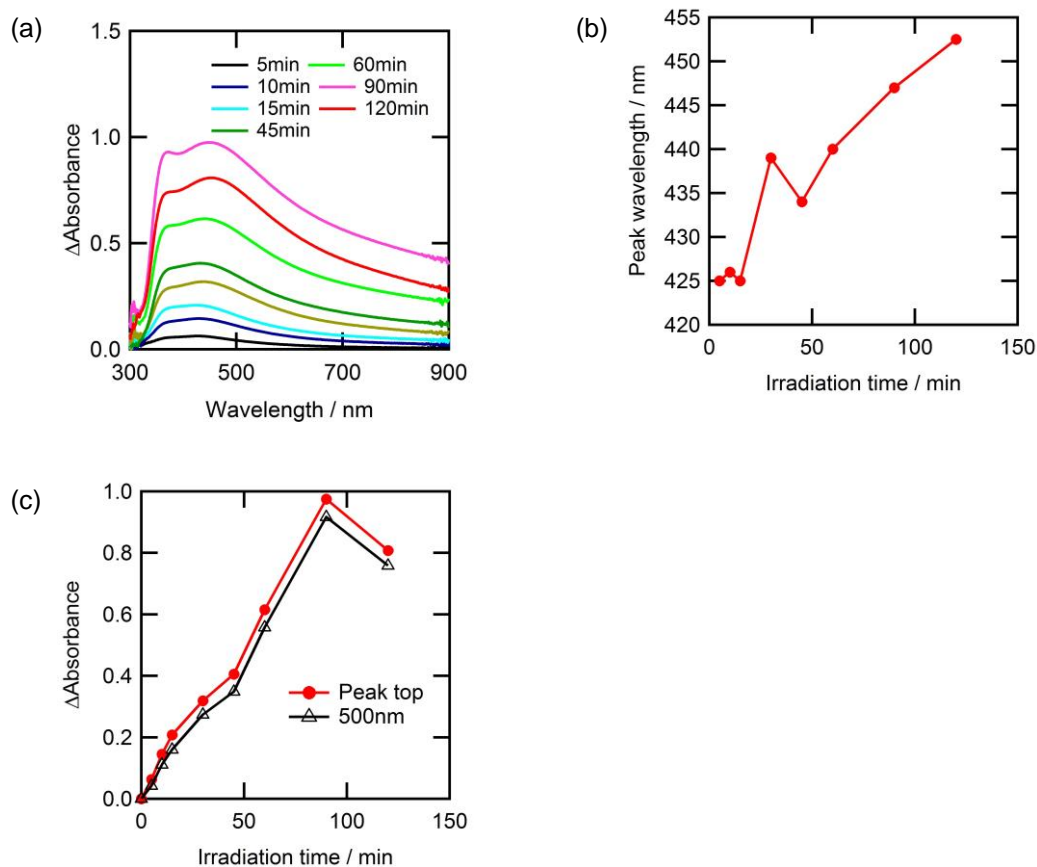 (a)
1.5
1.0
0.5
0.0
ΔAbsorbance
5min
10min
15min
45min
60min
90min
120min
300 500 700 900
Wavelength / nm
(b)
455
450
445
440
435
430
425
420
Peak wavelength / nm
0 50 100 150
Irradiation time / min
(c)
1.0
0.8
0.6
0.4
0.2
0.0
ΔAbsorbance
Peak top
500nm
0 50 100 150
Irradiation time / min